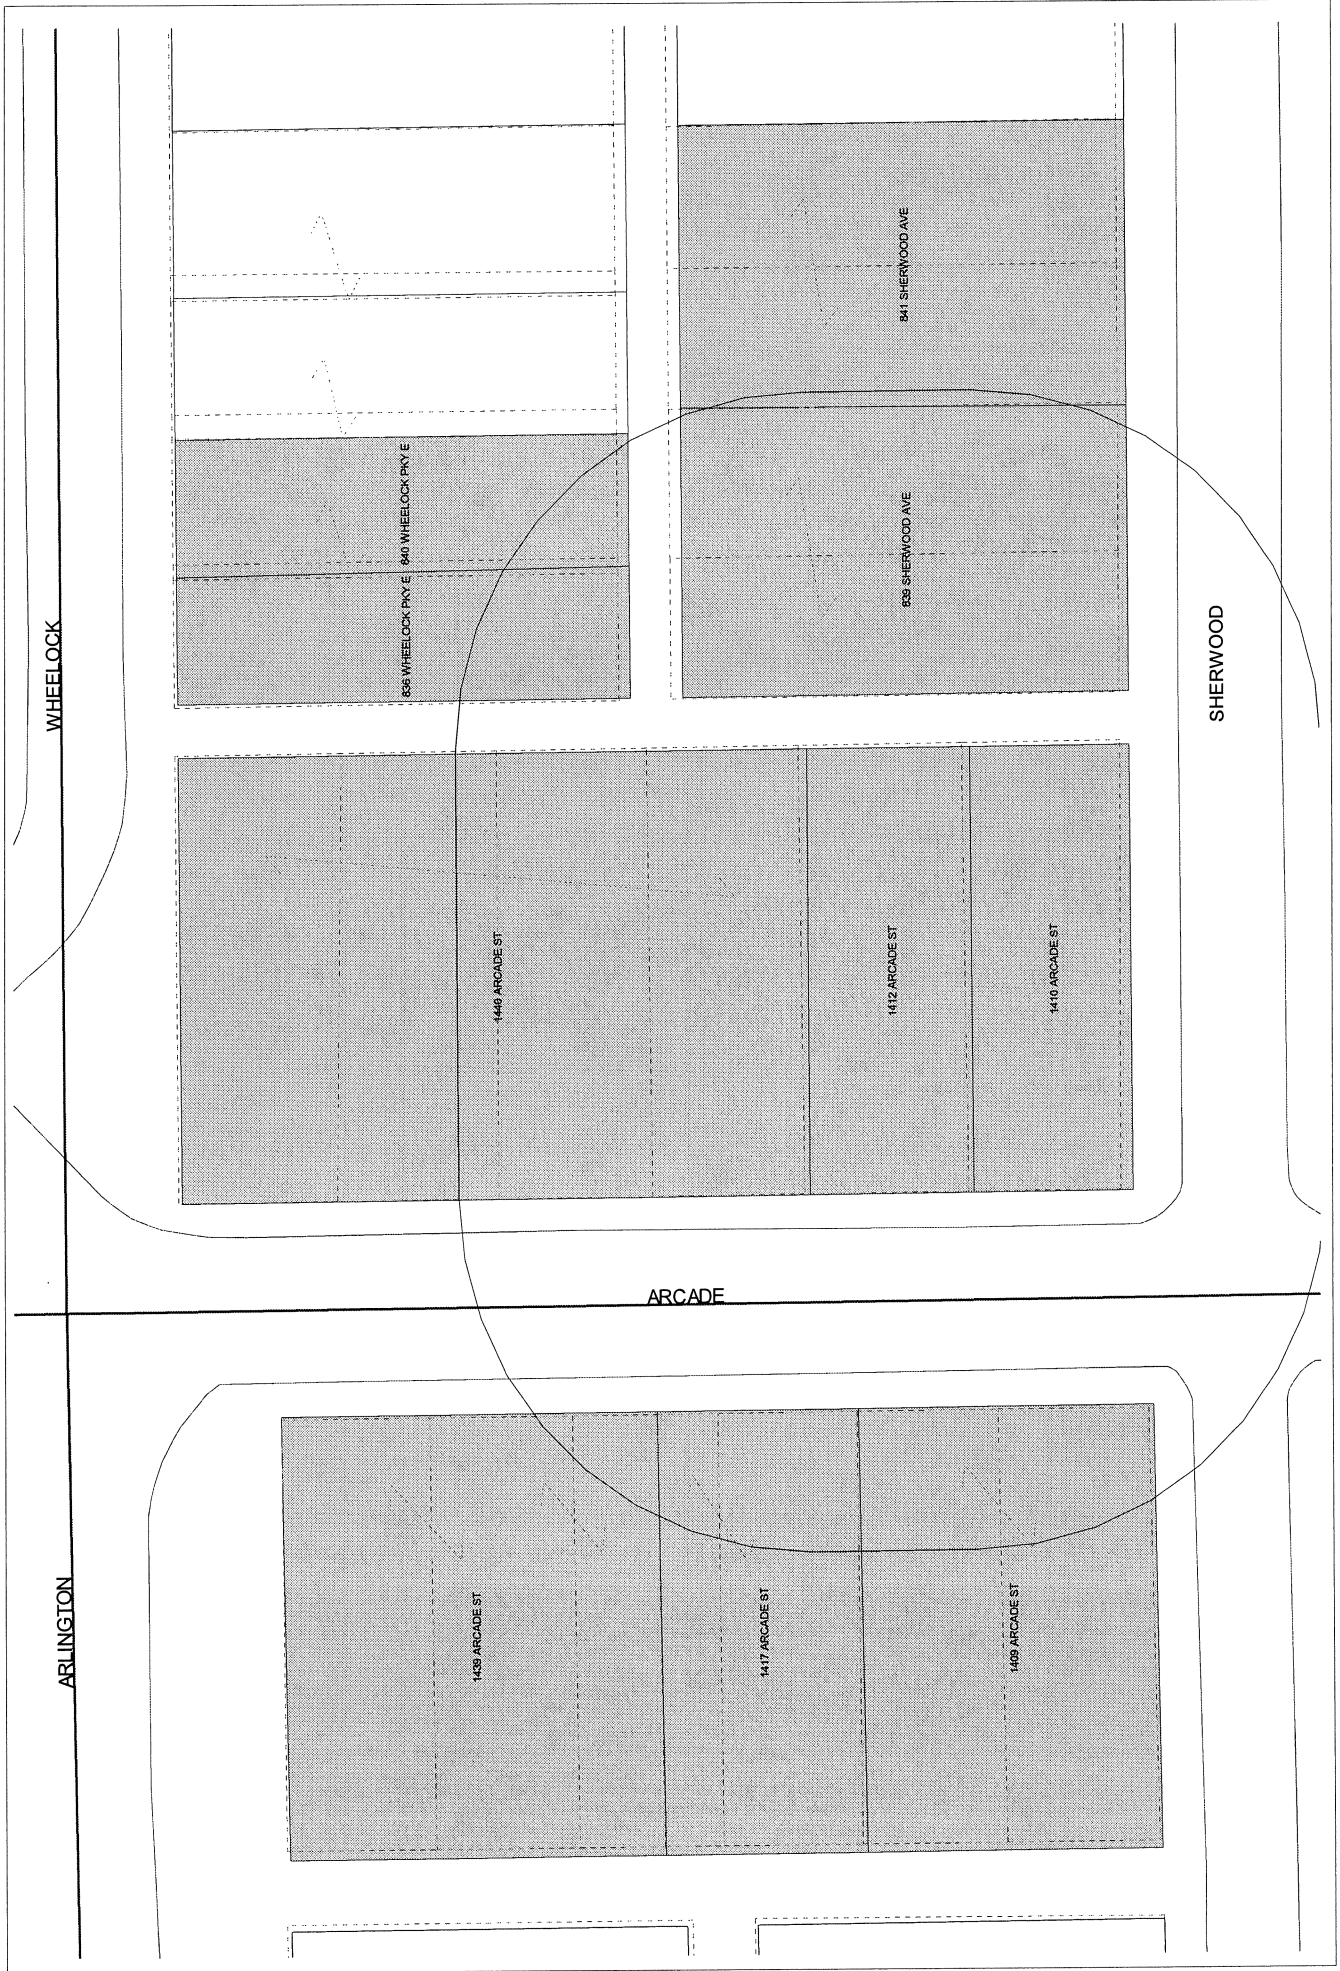 WHEELOCK
ARLINGTON
SHERWOOD
ARCADE
836 WHEELOCK PKY E
840 WHEELOCK PKY E
841 SHERWOOD AVE
839 SHERWOOD AVE
1449 ARCADE ST
1412 ARCADE ST
1410 ARCADE ST
1439 ARCADE ST
1417 ARCADE ST
1409 ARCADE ST